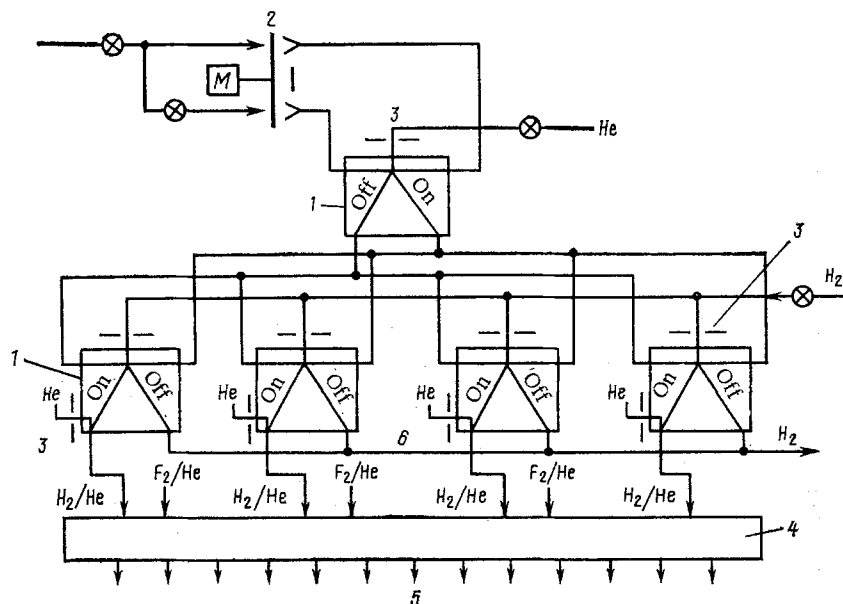 2
M
3
He
Off On
1
3
H₂
1
On Off On Off On Off On Off
He He He He
3
6
H₂
F₂/He F₂/He F₂/He
H₂/He H₂/He H₂/He H₂/He
4
5